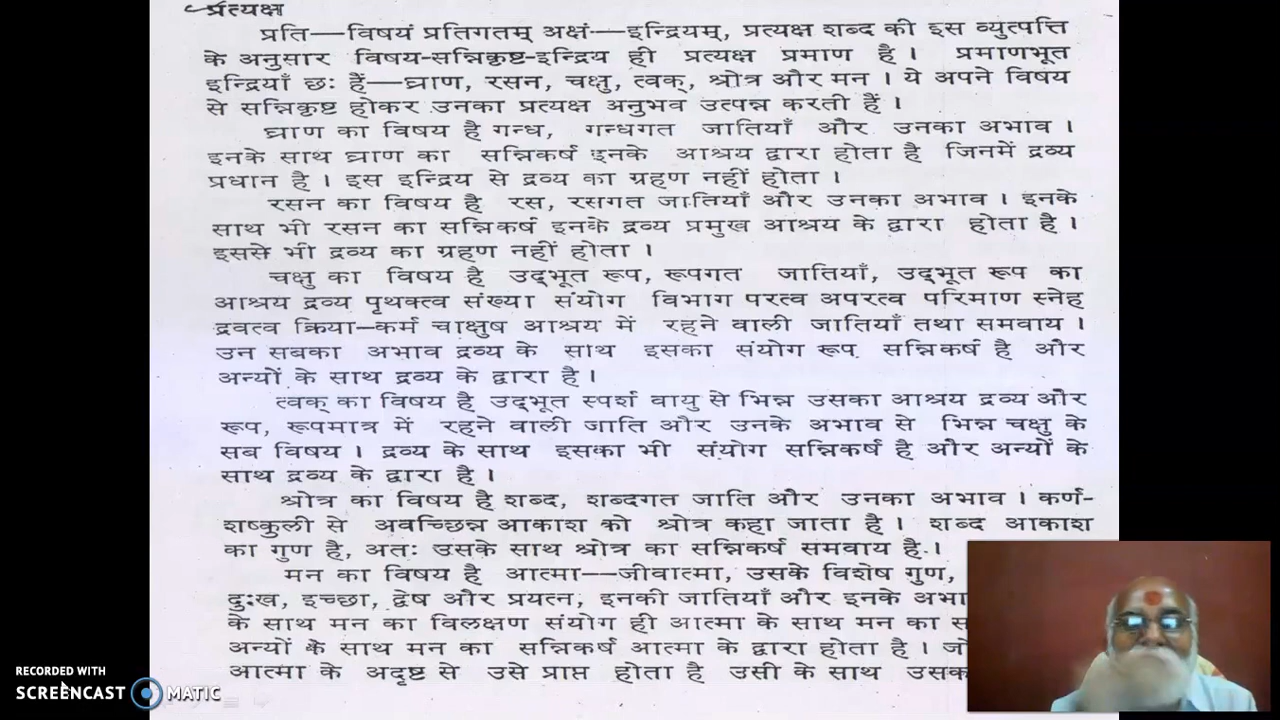 प्रत्यक्ष
प्रति—विषयं प्रतिगतम् अक्षं—इन्द्रियम्, प्रत्यक्ष शब्द की इस व्युत्पत्ति
के अनुसार विषय-सन्निकृष्ट-इन्द्रिय ही प्रत्यक्ष प्रमाण है । प्रमाणभूत
इन्द्रियाँ छः हैं—घ्राण, रसन, चक्षु, त्वक्, श्रोत्र और मन । ये अपने विषय
से सन्निकृष्ट होकर उनका प्रत्यक्ष अनुभव उत्पन्न करती हैं ।
घ्राण का विषय है गन्ध, गन्धगत जातियाँ और उनका अभाव ।
इनके साथ घ्राण का सन्निकर्ष इनके आश्रय द्वारा होता है जिनमें द्रव्य
प्रधान है । इस इन्द्रिय से द्रव्य का ग्रहण नहीं होता ।
रसन का विषय है रस, रसगत जातियाँ और उनका अभाव । इनके
साथ भी रसन का सन्निकर्ष इनके द्रव्य प्रमुख आश्रय के द्वारा होता है ।
इससे भी द्रव्य का ग्रहण नहीं होता ।
चक्षु का विषय है उद्भूत रूप, रूपगत जातियाँ, उद्भूत रूप का
आश्रय द्रव्य पृथक्त्व संख्या संयोग विभाग परत्व अपरत्व परिमाण स्नेह
द्रवत्व क्रिया—कर्म चाक्षुष आश्रय में रहने वाली जातियाँ तथा समवाय ।
उन सबका अभाव द्रव्य के साथ इसका संयोग रूप सन्निकर्ष है और
अन्यों के साथ द्रव्य के द्वारा है ।
त्वक् का विषय है उद्भूत स्पर्श वायु से भिन्न उसका आश्रय द्रव्य और
रूप, रूपमात्र में रहने वाली जाति और उनके अभाव से भिन्न चक्षु के
सब विषय । द्रव्य के साथ इसका भी संयोग सन्निकर्ष है और अन्यों के
साथ द्रव्य के द्वारा है ।
श्रोत्र का विषय है शब्द, शब्दगत जाति और उनका अभाव । कर्ण-
शष्कुली से अवच्छिन्न आकाश को श्रोत्र कहा जाता है । शब्द आकाश
का गुण है, अतः उसके साथ श्रोत्र का सन्निकर्ष समवाय है ।
मन का विषय है आत्मा—जीवात्मा, उसके विशेष गुण,
दुःख, इच्छा, द्वेष और प्रयत्न, इनकी जातियाँ और इनके अभा
के साथ मन का विलक्षण संयोग ही आत्मा के साथ मन का स
अन्यों के साथ मन का सन्निकर्ष आत्मा के द्वारा होता है । जो
आत्मा के अदृष्ट से उसे प्राप्त होता है उसी के साथ उसक
RECORDED WITH
SCREENCAST MATIC